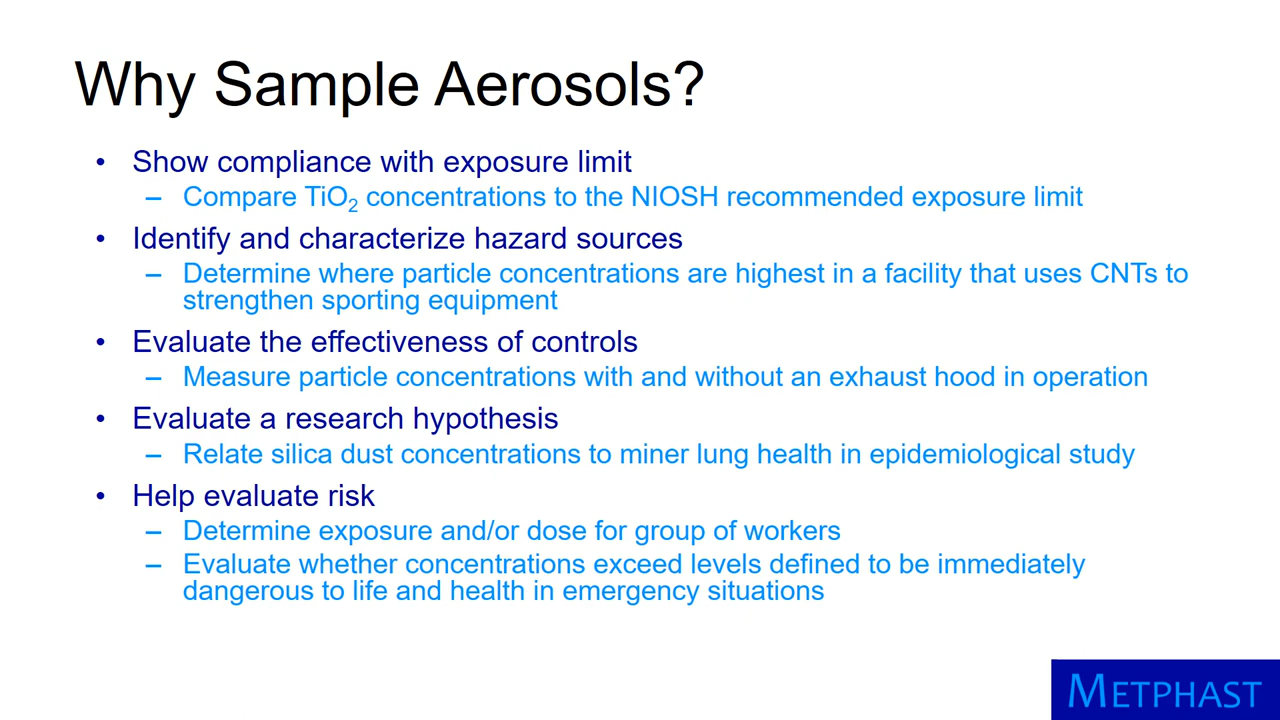 Why Sample Aerosols?
• Show compliance with exposure limit
– Compare TiO₂ concentrations to the NIOSH recommended exposure limit
• Identify and characterize hazard sources
– Determine where particle concentrations are highest in a facility that uses CNTs to
strengthen sporting equipment
• Evaluate the effectiveness of controls
– Measure particle concentrations with and without an exhaust hood in operation
• Evaluate a research hypothesis
– Relate silica dust concentrations to miner lung health in epidemiological study
• Help evaluate risk
– Determine exposure and/or dose for group of workers
– Evaluate whether concentrations exceed levels defined to be immediately
dangerous to life and health in emergency situations
METPHAST